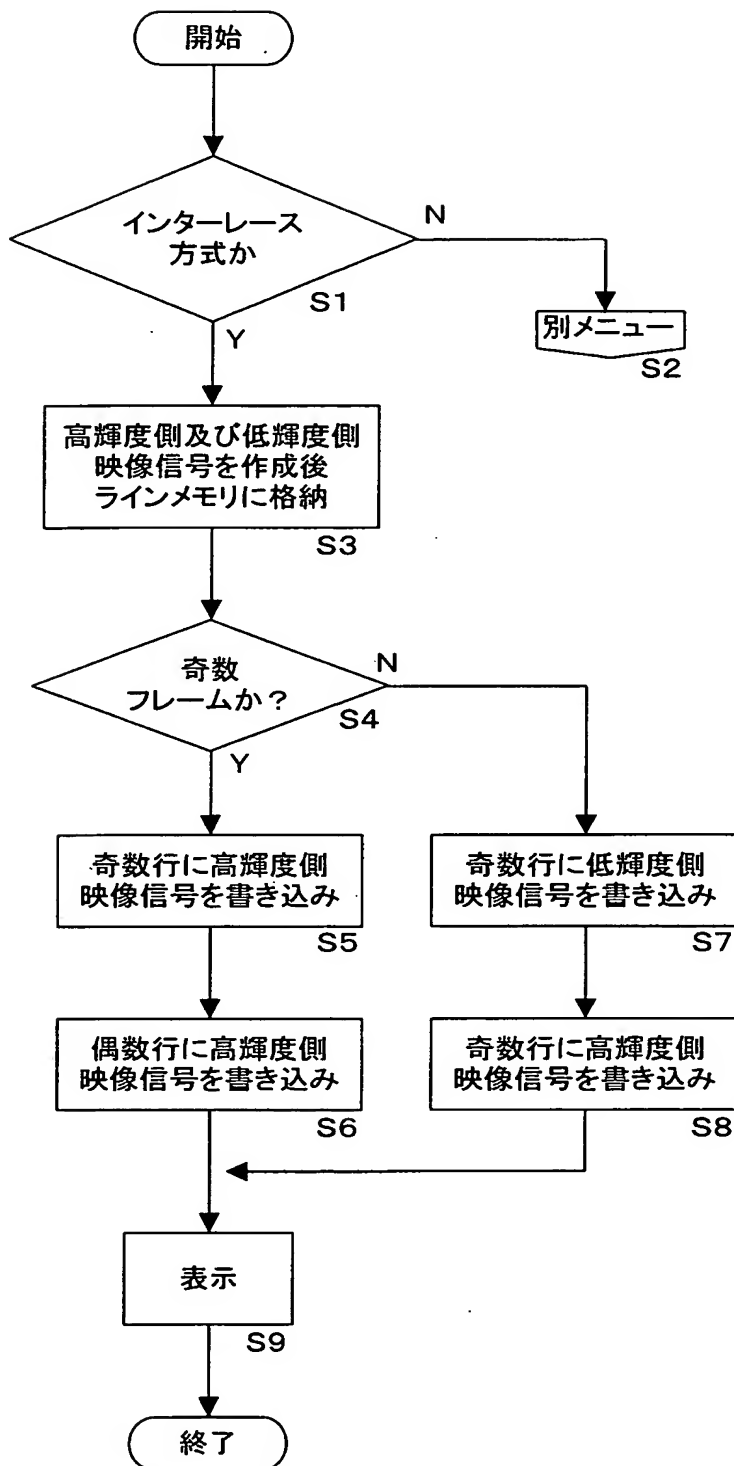 開始
インターレース
方式か
N
S1
Y
別メニュー
S2
高輝度側及び低輝度側
映像信号を作成後
ラインメモリに格納
S3
奇数
フレームか?
N
S4
Y
奇数行に高輝度側
映像信号を書き込み
S5
奇数行に低輝度側
映像信号を書き込み
S7
偶数行に高輝度側
映像信号を書き込み
S6
奇数行に高輝度側
映像信号を書き込み
S8
表示
S9
終了